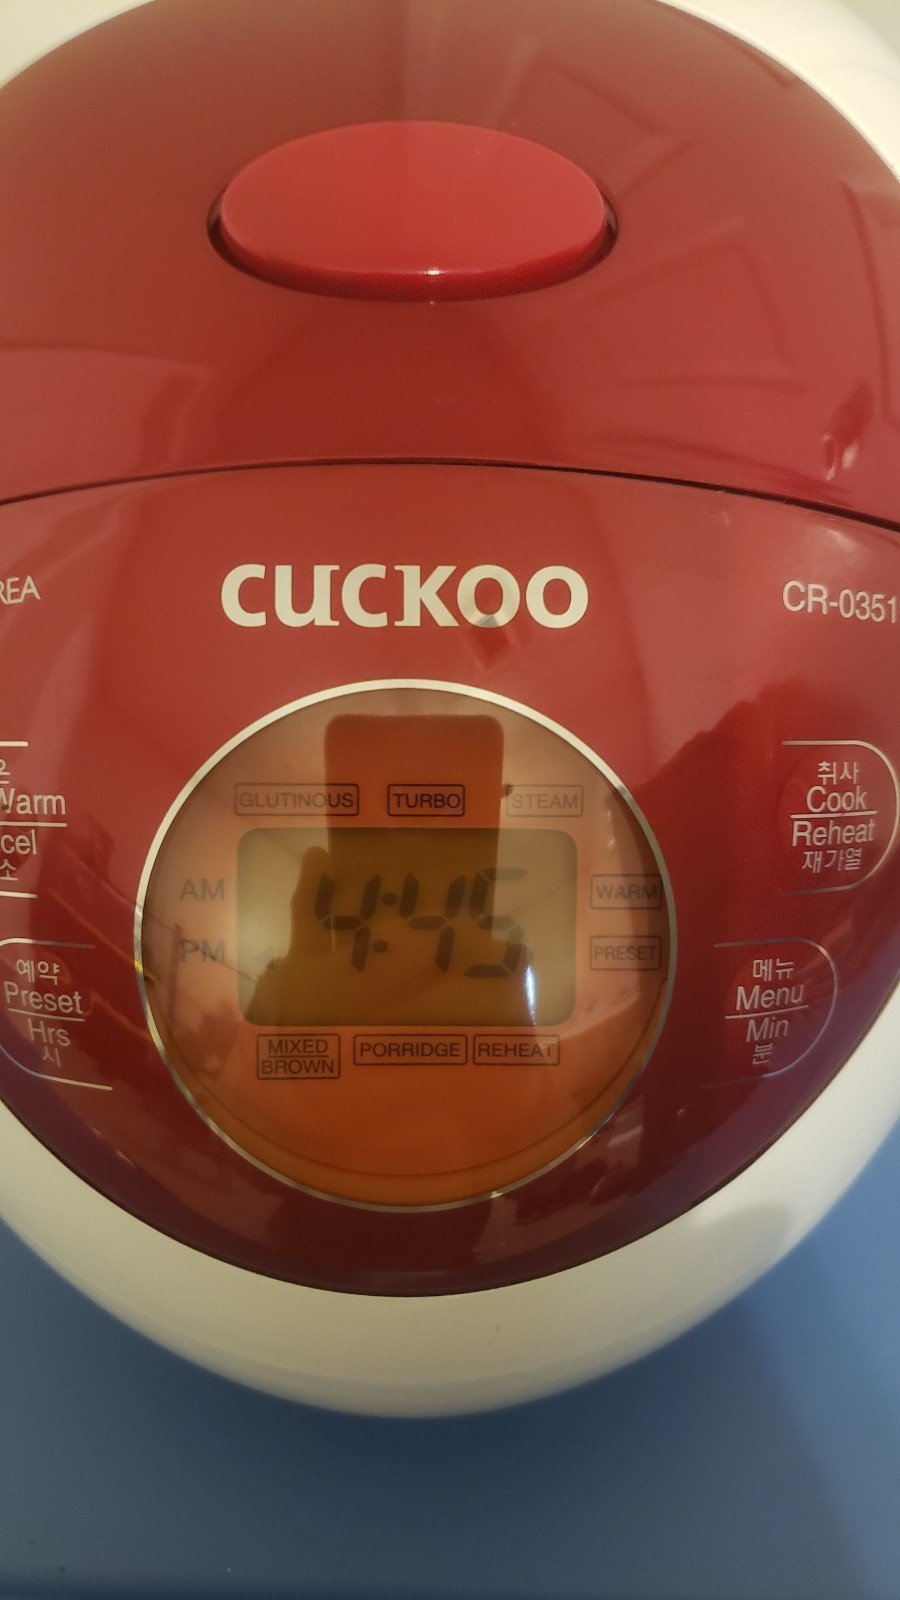 REA
CUCKOO
CR-0351
Warm
cel
소
예약
Preset
Hrs
시
GLUTINOUS
TURBO
STEAM
AM
PM
4:45
WARM
PRESET
MIXED
BROWN
PORRIDGE
REHEAT
취사
Cook
Reheat
재가열
메뉴
Menu
Min
분